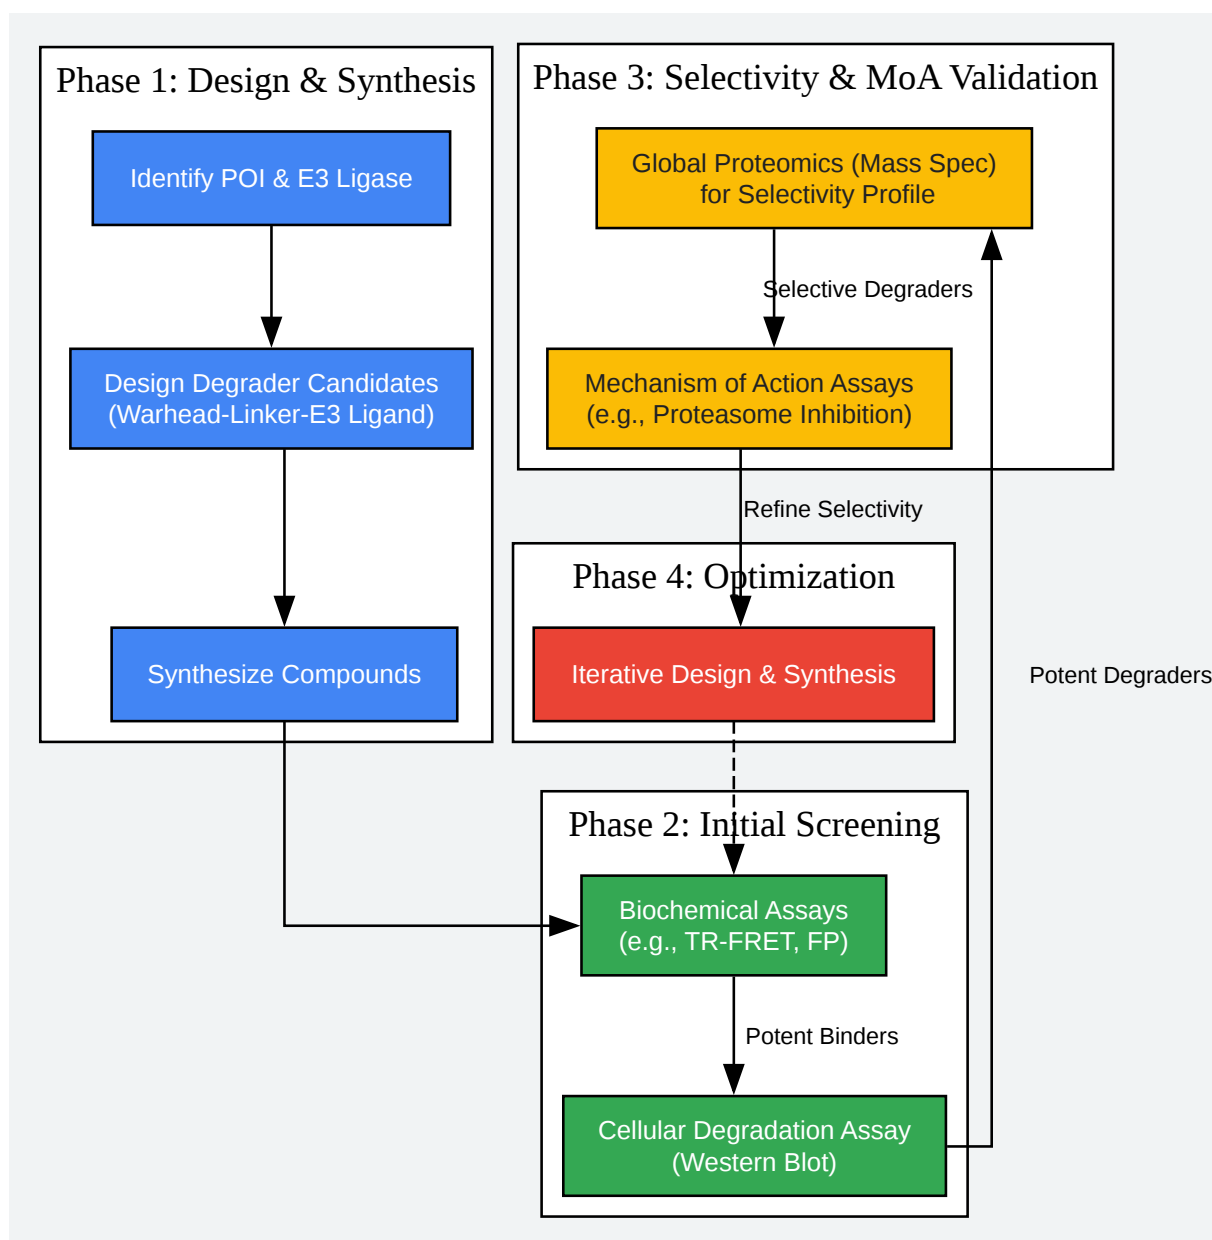 Phase 1: Design & Synthesis
Identify POI & E3 Ligase
Design Degrader Candidates
(Warhead-Linker-E3 Ligand)
Synthesize Compounds
Phase 3: Selectivity & MoA Validation
Global Proteomics (Mass Spec)
for Selectivity Profile
Selective Degraders
Mechanism of Action Assays
(e.g., Proteasome Inhibition)
Refine Selectivity
Phase 4: Optimization
Iterative Design & Synthesis
Potent Degraders
Phase 2: Initial Screening
Biochemical Assays
(e.g., TR-FRET, FP)
Potent Binders
Cellular Degradation Assay
(Western Blot)